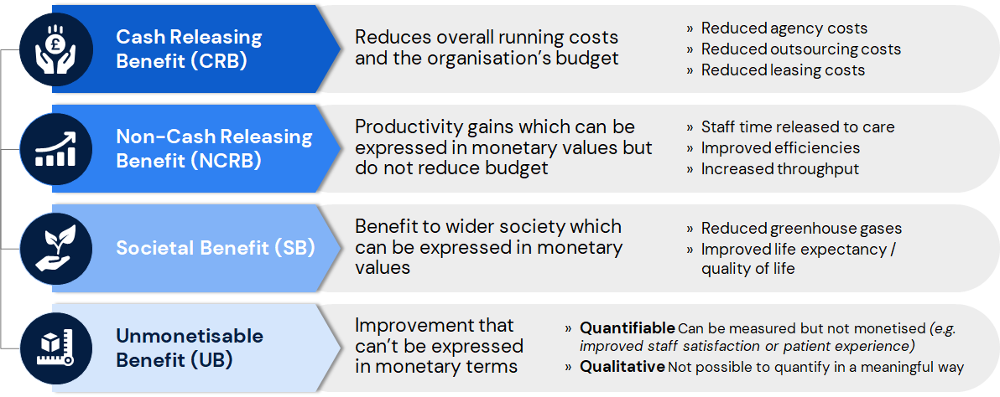 Cash Releasing
Benefit (CRB)
Reduces overall running costs
and the organisation's budget
» Reduced agency costs
» Reduced outsourcing costs
» Reduced leasing costs
£
Non-Cash Releasing
Benefit (NCRB)
Productivity gains which can be
expressed in monetary values but
do not reduce budget
» Staff time released to care
» Improved efficiencies
» Increased throughput
Societal Benefit (SB)
Benefit to wider society which
can be expressed in monetary
values
» Reduced greenhouse gases
» Improved life expectancy /
quality of life
Unmonetisable
Benefit (UB)
Improvement that
can't be expressed
in monetary terms
» Quantifiable Can be measured but not monetised (e.g.
improved staff satisfaction or patient experience)
» Qualitative Not possible to quantify in a meaningful way